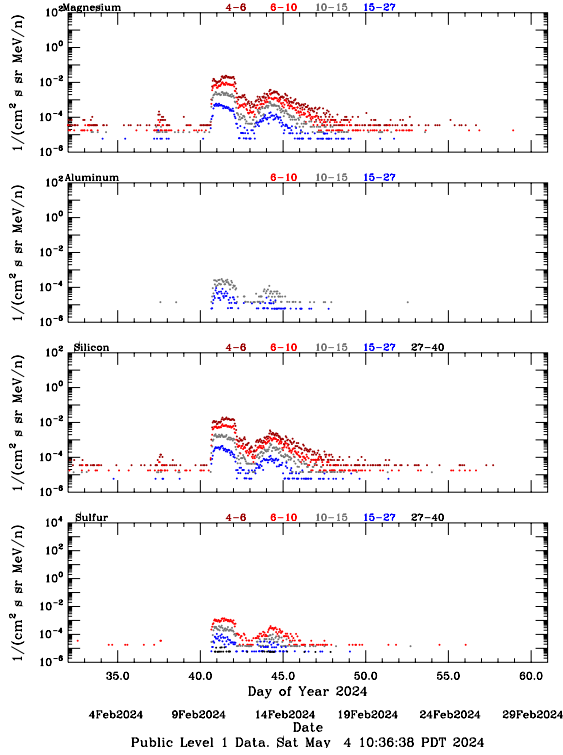 Magnesium 4-6 6-10 10-15 15-27
10² 10⁰ 10⁻² 10⁻⁴ 10⁻⁶
1/(cm² s sr MeV/n)
Aluminum 6-10 10-15 15-27
10² 10⁰ 10⁻² 10⁻⁴ 10⁻⁶
1/(cm² s sr MeV/n)
Silicon 4-6 6-10 10-15 15-27 27-40
10² 10⁰ 10⁻² 10⁻⁴ 10⁻⁶
1/(cm² s sr MeV/n)
Sulfur 4-6 6-10 10-15 15-27 27-40
10⁴ 10² 10⁰ 10⁻² 10⁻⁴ 10⁻⁶
1/(cm² s sr MeV/n)
35.0 40.0 45.0 50.0 55.0 60.0
Day of Year 2024
4Feb2024 9Feb2024 14Feb2024 19Feb2024 24Feb2024 29Feb2024
Date
Public Level 1 Data. Sat May 4 10:36:38 PDT 2024